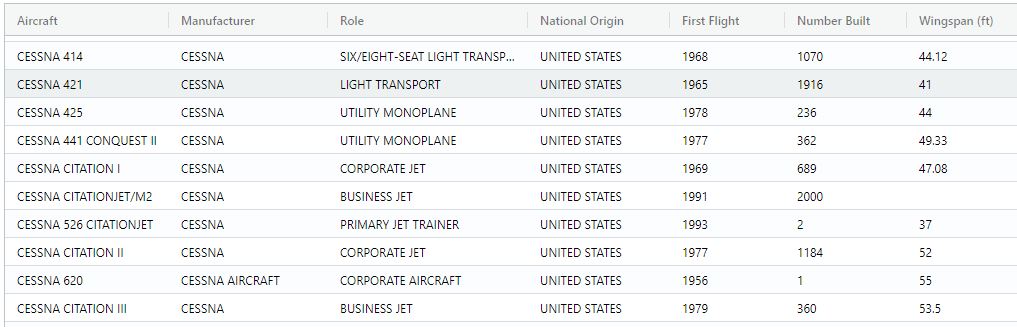 Aircraft Manufacturer Role National Origin First Flight Number Built Wingspan (ft)
CESSNA 414 CESSNA SIX/EIGHT-SEAT LIGHT TRANSP... UNITED STATES 1968 1070 44.12
CESSNA 421 CESSNA LIGHT TRANSPORT UNITED STATES 1965 1916 41
CESSNA 425 CESSNA UTILITY MONOPLANE UNITED STATES 1978 236 44
CESSNA 441 CONQUEST II CESSNA UTILITY MONOPLANE UNITED STATES 1977 362 49.33
CESSNA CITATION I CESSNA CORPORATE JET UNITED STATES 1969 689 47.08
CESSNA CITATIONJET/M2 CESSNA BUSINESS JET UNITED STATES 1991 2000
CESSNA 526 CITATIONJET CESSNA PRIMARY JET TRAINER UNITED STATES 1993 2 37
CESSNA CITATION II CESSNA CORPORATE JET UNITED STATES 1977 1184 52
CESSNA 620 CESSNA AIRCRAFT CORPORATE AIRCRAFT UNITED STATES 1956 1 55
CESSNA CITATION III CESSNA BUSINESS JET UNITED STATES 1979 360 53.5